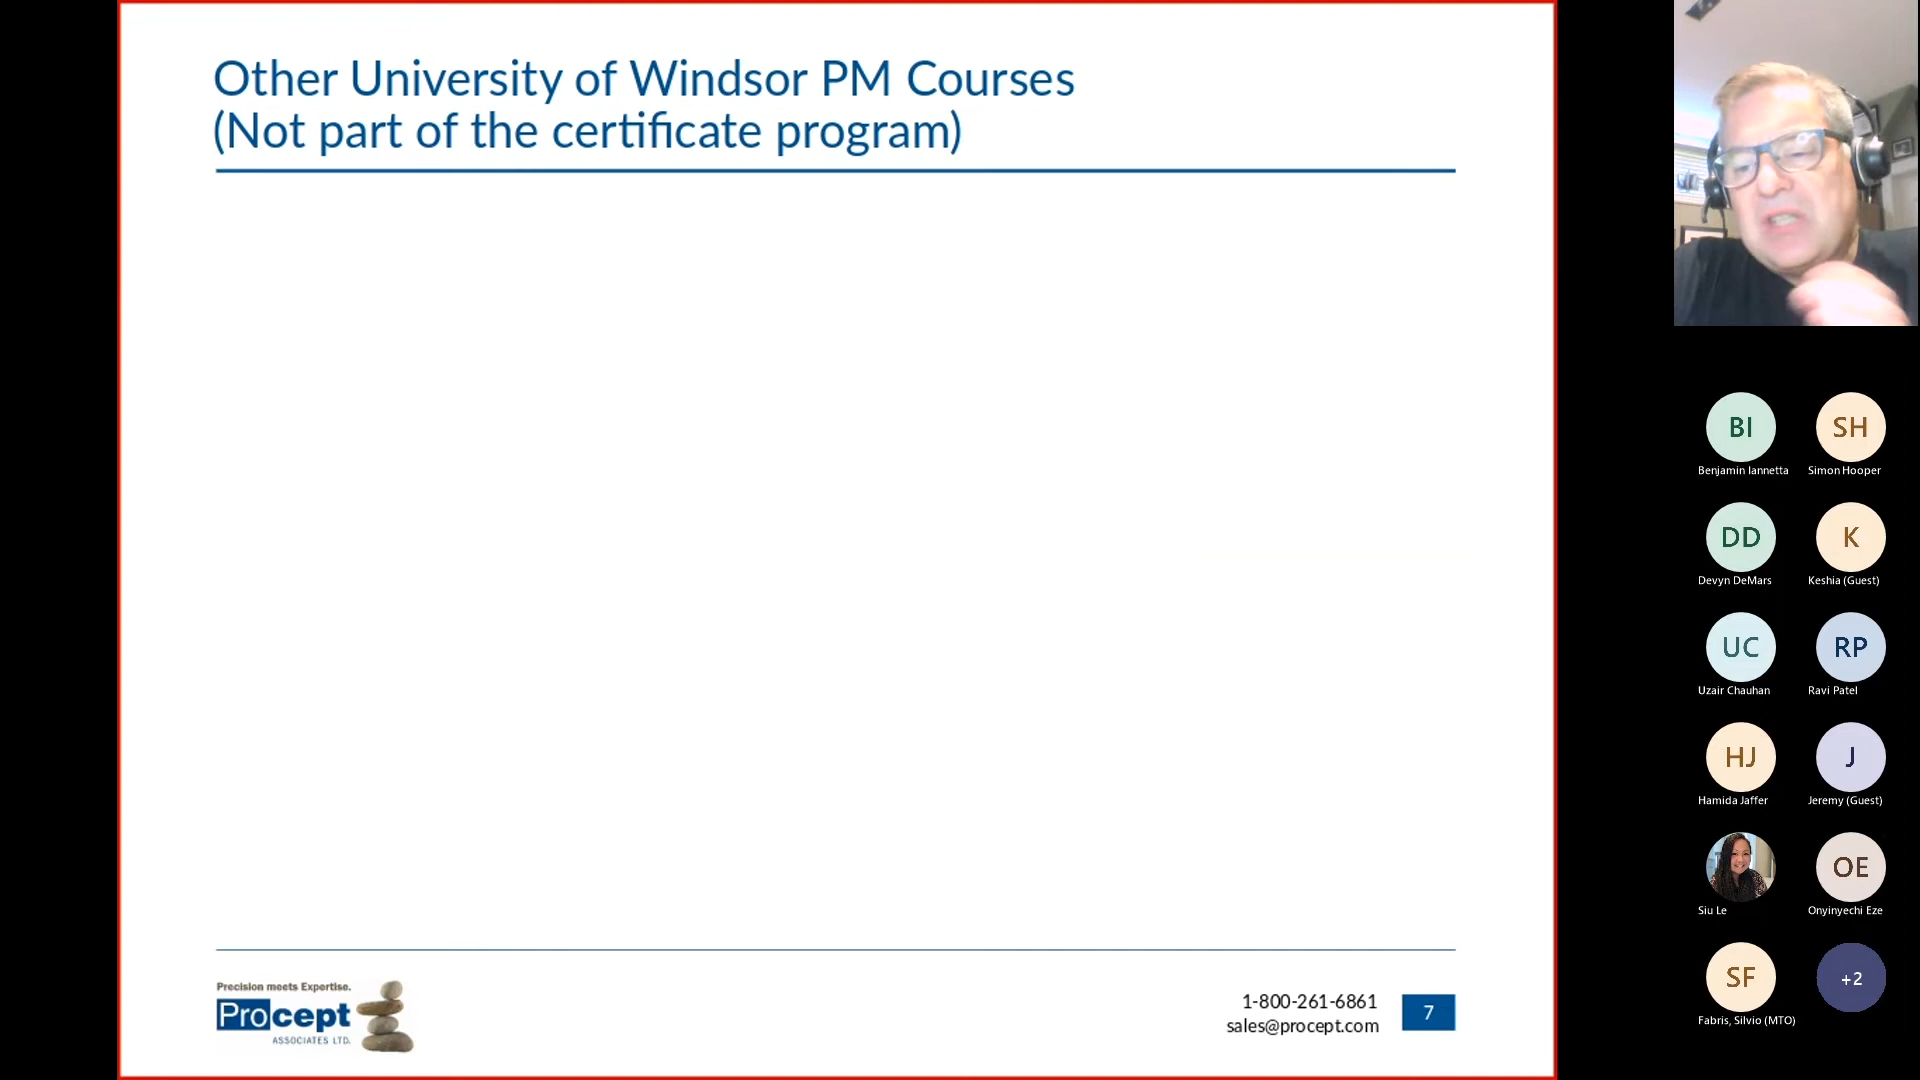 Other University of Windsor PM Courses
(Not part of the certificate program)
Precision meets Expertise.
Procept
ASSOCIATES LTD.
1-800-261-6861
sales@procept.com
7
BI
Benjamin Iannetta
SH
Simon Hooper
DD
Devyn DeMars
K
Keshia (Guest)
UC
Uzair Chauhan
RP
Ravi Patel
HJ
Hamida Jaffer
J
Jeremy (Guest)
Siu Le
OE
Onyinyechi Eze
SF
Fabris, Silvio (MTO)
+2